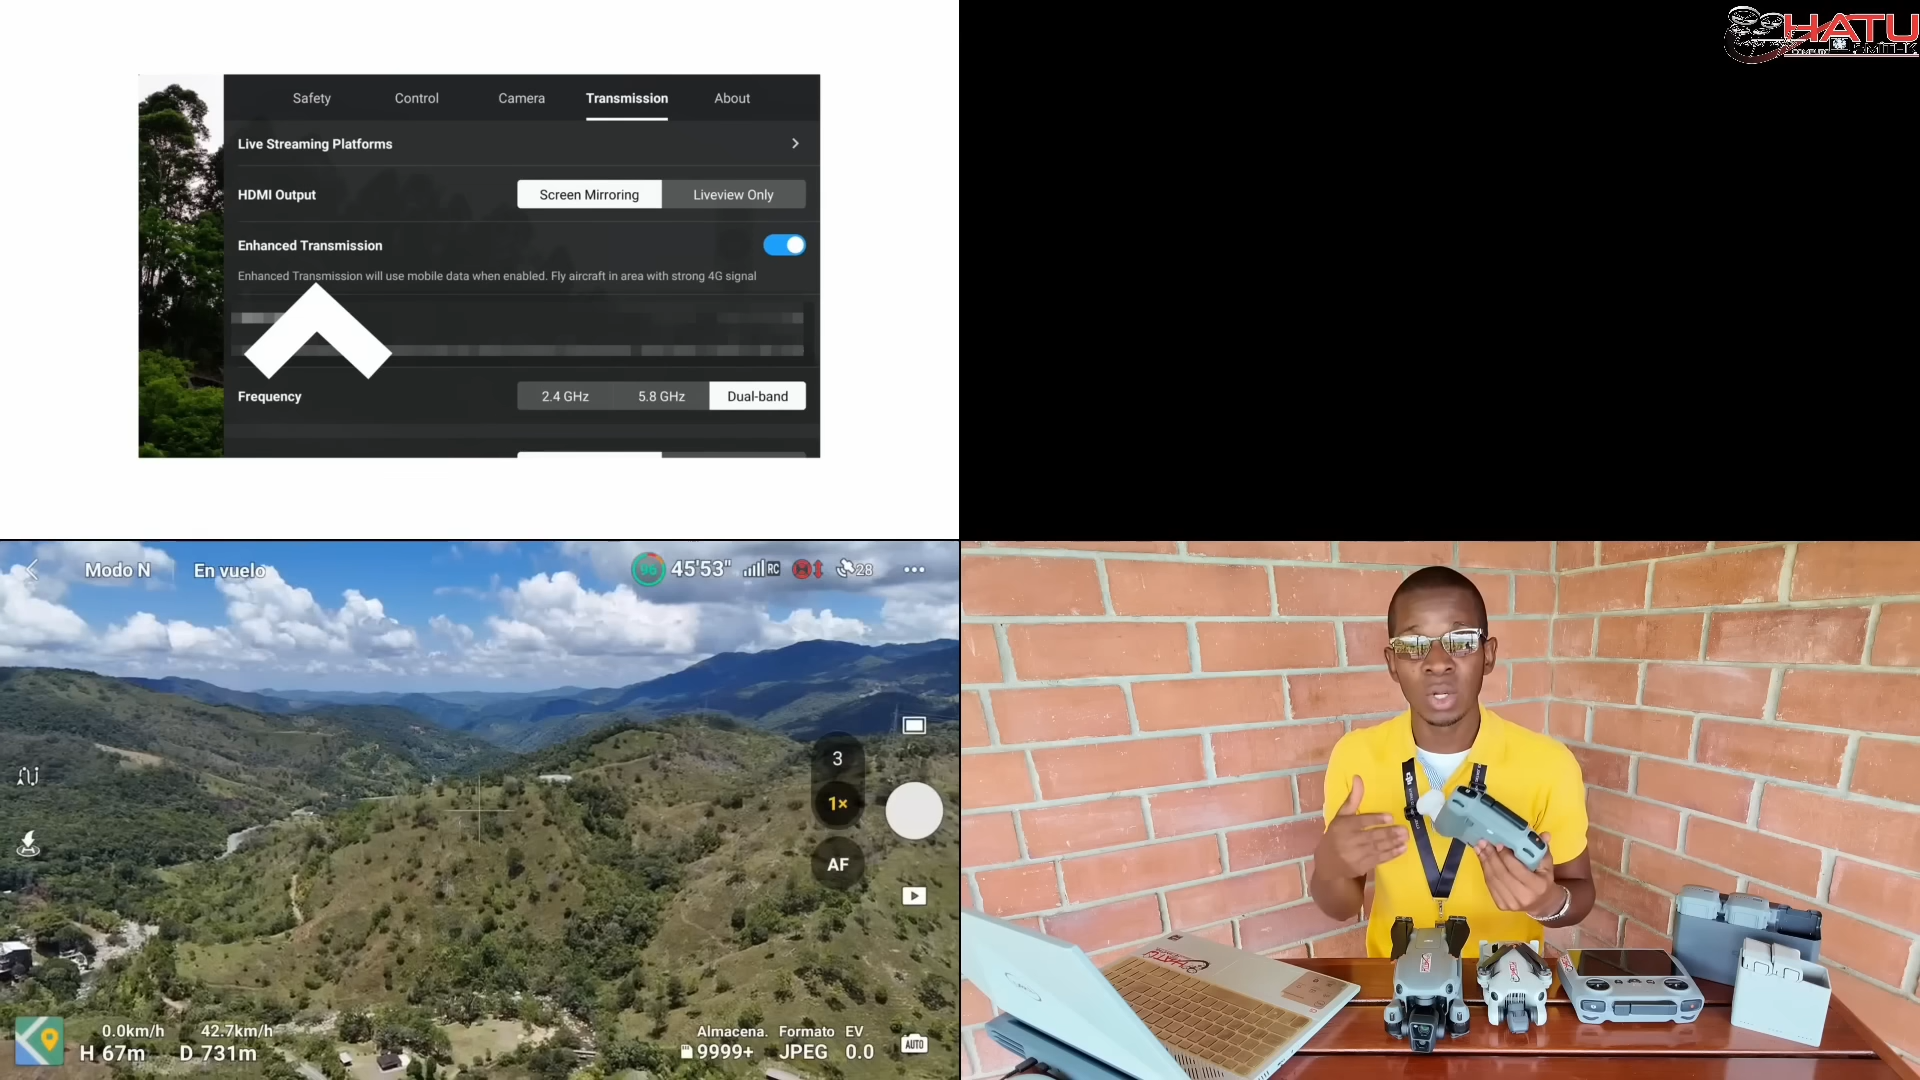 Safety Control Camera Transmission About
Live Streaming Platforms
HDMI Output Screen Mirroring Liveview Only
Enhanced Transmission
Enhanced Transmission will use mobile data when enabled. Fly aircraft in area with strong 4G signal
Frequency 2.4 GHz 5.8 GHz Dual-band
HATU
Modo N En vuelo 96 45'53" RC 28
3
1×
AF
0.0km/h 42.7km/h
H 67m D 731m
Almacena. Formato EV
9999+ JPEG 0.0
AUTO
HATU